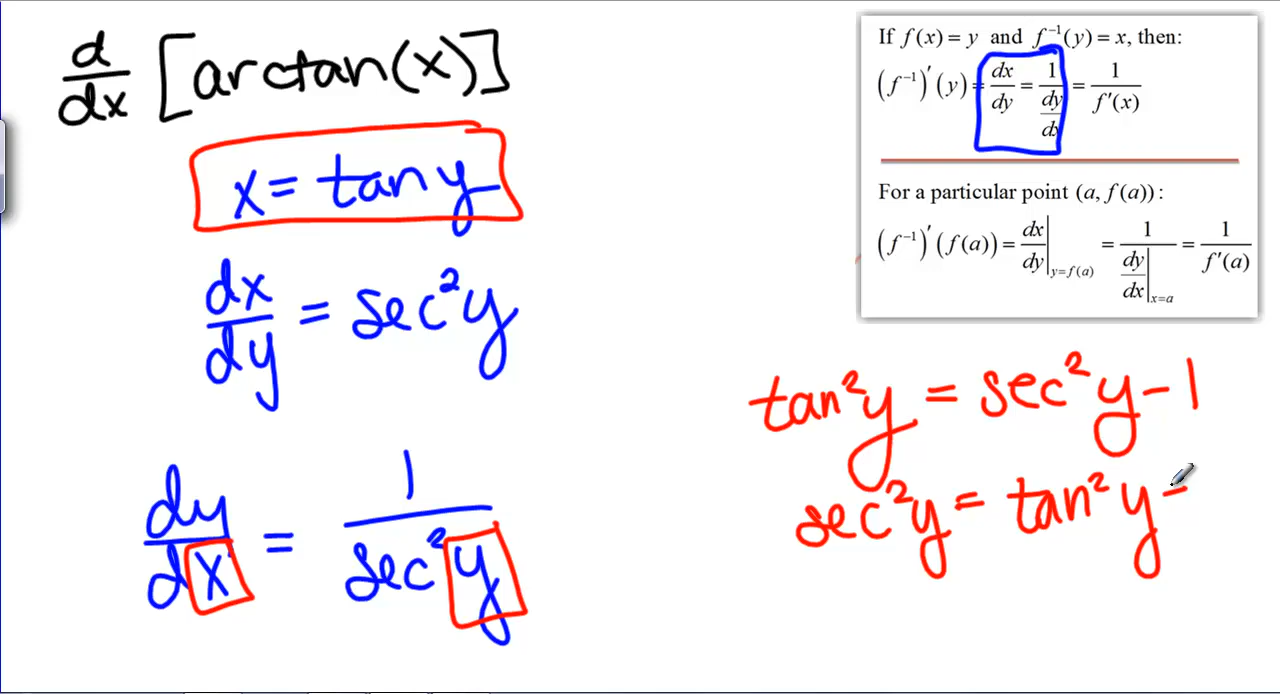 d/dx [arctan(x)]
x = tan y
dx/dy = sec²y
dy/dx = 1/sec²y
If f(x) = y and f⁻¹(y) = x, then:
(f⁻¹)′(y) = dx/dy = 1/(dy/dx) = 1/f′(x)
For a particular point (a, f(a)):
(f⁻¹)′(f(a)) = dx/dy|y=f(a) = 1/(dy/dx|x=a) = 1/f′(a)
tan²y = sec²y − 1
sec²y = tan²y −